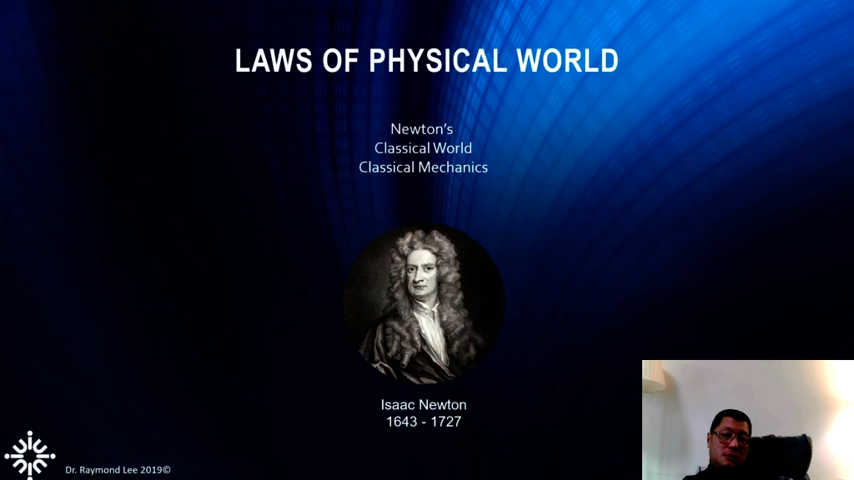 LAWS OF PHYSICAL WORLD
Newton's
Classical World
Classical Mechanics
Isaac Newton
1643 - 1727
Dr. Raymond Lee 2019©